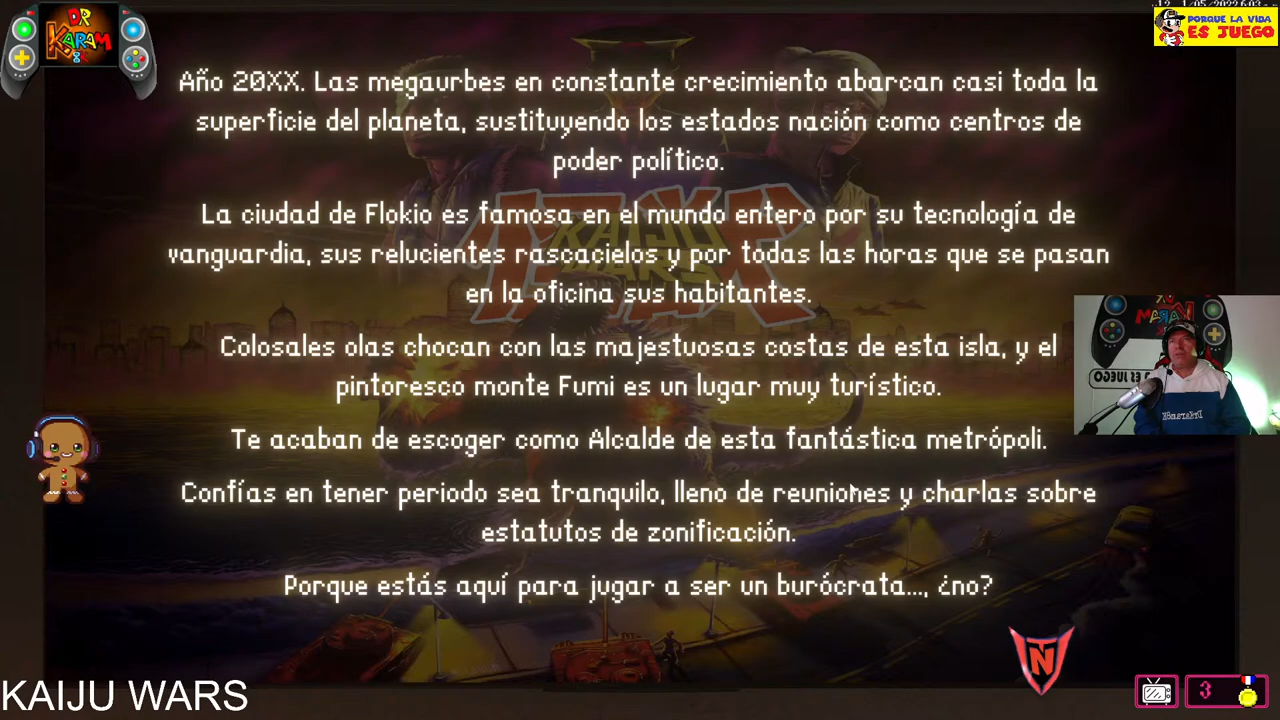 DR
KARAM
PORQUE LA VIDA
ES JUEGO
Año 20XX. Las megaurbes en constante crecimiento abarcan casi toda la
superficie del planeta, sustituyendo los estados nación como centros de
poder político.
La ciudad de Flokio es famosa en el mundo entero por su tecnología de
vanguardia, sus relucientes rascacielos y por todas las horas que se pasan
en la oficina sus habitantes.
Colosales olas chocan con las majestuosas costas de esta isla, y el
pintoresco monte Fumi es un lugar muy turístico.
Te acaban de escoger como Alcalde de esta fantástica metrópoli.
Confías en tener periodo sea tranquilo, lleno de reuniones y charlas sobre
estatutos de zonificación.
Porque estás aquí para jugar a ser un burócrata..., ¿no?
KAIJU
WARS
N
3
KAIJU WARS